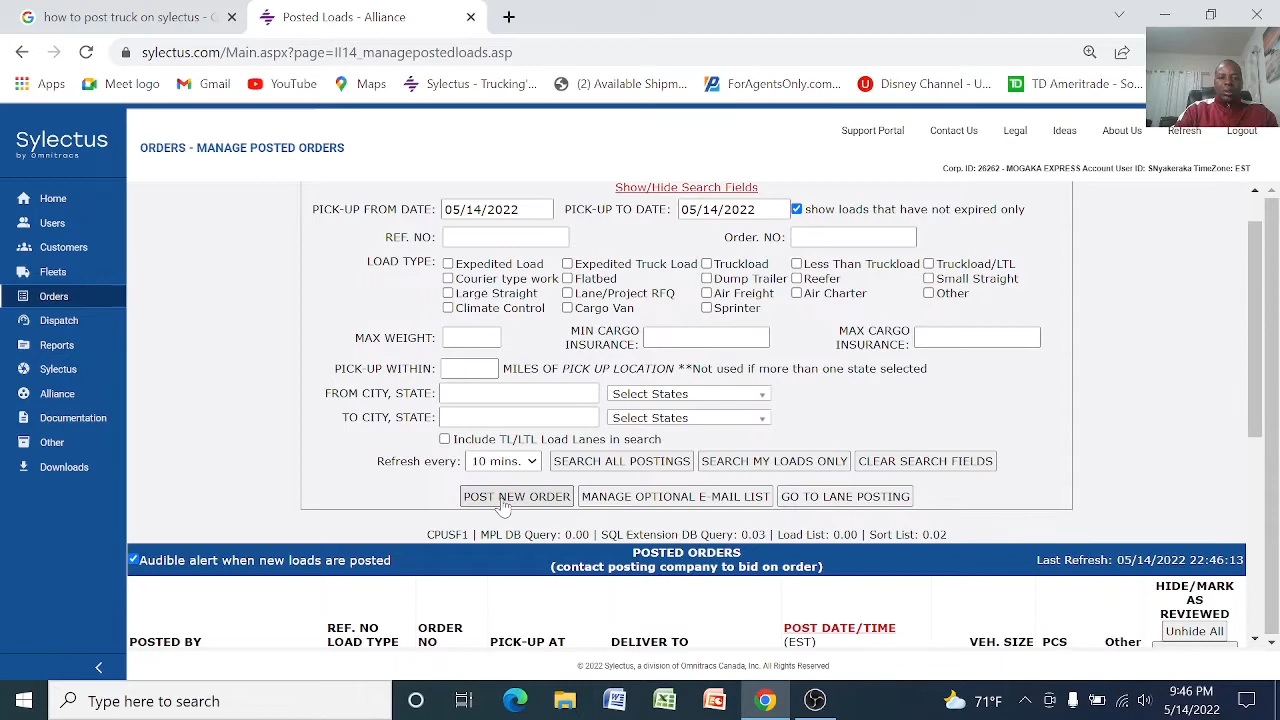 how to post truck on sylectus - G
Posted Loads - Alliance
sylectus.com/Main.aspx?page=II14_managepostedloads.asp
Apps
Meet logo
Gmail
YouTube
Maps
Sylectus - Trucking...
(2) Available Shipm...
ForAgentsOnly.com...
Disney Channel - U...
TD Ameritrade - So...
Sylectus
by Omnitracs
Support Portal
Contact Us
Legal
Ideas
About Us
Refresh
Logout
ORDERS - MANAGE POSTED ORDERS
Corp. ID: 26262 - MOGAKA EXPRESS Account User ID: SNyakeraka TimeZone: EST
Home
Users
Customers
Fleets
Orders
Dispatch
Reports
Sylectus
Alliance
Documentation
Other
Downloads
Show/Hide Search Fields
PICK-UP FROM DATE: 05/14/2022 PICK-UP TO DATE: 05/14/2022 show loads that have not expired only
REF. NO: Order. NO:
LOAD TYPE: Expedited Load Expedited Truck Load Truckload Less Than Truckload Truckload/LTL
Courier type work Flatbed Dump Trailer Reefer Small Straight
Large Straight Lane/Project RFQ Air Freight Air Charter Other
Climate Control Cargo Van Sprinter
MAX WEIGHT: MIN CARGO INSURANCE: MAX CARGO INSURANCE:
PICK-UP WITHIN: MILES OF PICK UP LOCATION **Not used if more than one state selected
FROM CITY, STATE: Select States
TO CITY, STATE: Select States
Include TL/LTL Load Lanes in search
Refresh every: 10 mins. SEARCH ALL POSTINGS SEARCH MY LOADS ONLY CLEAR SEARCH FIELDS
POST NEW ORDER MANAGE OPTIONAL E-MAIL LIST GO TO LANE POSTING
CPUSF1 | MPL DB Query: 0.00 | SQL Extension DB Query: 0.03 | Load List: 0.00 | Sort List: 0.02
Audible alert when new loads are posted
POSTED ORDERS
(contact posting company to bid on order)
Last Refresh: 05/14/2022 22:46:13
POSTED BY
REF. NO
LOAD TYPE
ORDER
NO
PICK-UP AT
DELIVER TO
POST DATE/TIME
(EST)
VEH. SIZE
PCS
Other
HIDE/MARK
AS
REVIEWED
Unhide All
© 2022 Sylectus, a division of Omnitracs Canada, Inc. All Rights Reserved
Type here to search
71°F
9:46 PM
5/14/2022